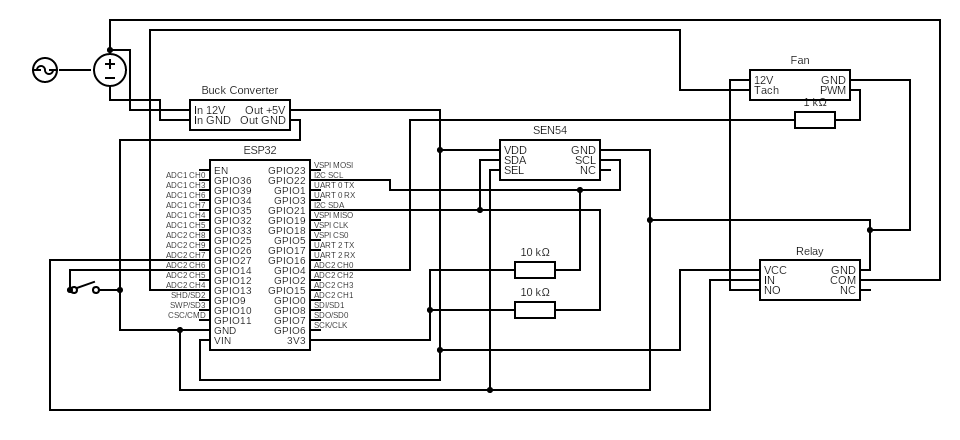 Fan
12V GND
Tach PWM
1 kΩ
Buck Converter
In 12V Out +5V
In GND Out GND
SEN54
VDD GND
SDA SCL
SEL NC
ESP32
VSPI MOSI
EN GPIO23
ADC1 CH0 I2C SCL
GPIO36 GPIO22
ADC1 CH3 UART 0 TX
GPIO39 GPIO1
ADC1 CH6 UART 0 RX
GPIO34 GPIO3
ADC1 CH7 I2C SDA
GPIO35 GPIO21
ADC1 CH4 VSPI MISO
GPIO32 GPIO19
ADC1 CH5 VSPI CLK
GPIO33 GPIO18
ADC2 CH8 VSPI CS0
GPIO25 GPIO5
ADC2 CH9 UART 2 TX
GPIO26 GPIO17
ADC2 CH7 UART 2 RX
GPIO27 GPIO16
ADC2 CH6 ADC2 CH0
GPIO14 GPIO4
ADC2 CH5 ADC2 CH2
GPIO12 GPIO2
ADC2 CH4 ADC2 CH3
GPIO13 GPIO15
SHD/SD2 ADC2 CH1
GPIO9 GPIO0
SWP/SD3 SDI/SD1
GPIO10 GPIO8
CSC/CMD SDO/SD0
GPIO11 GPIO7
SCK/CLK
GND GPIO6
VIN 3V3
10 kΩ
10 kΩ
Relay
VCC GND
IN COM
NO NC